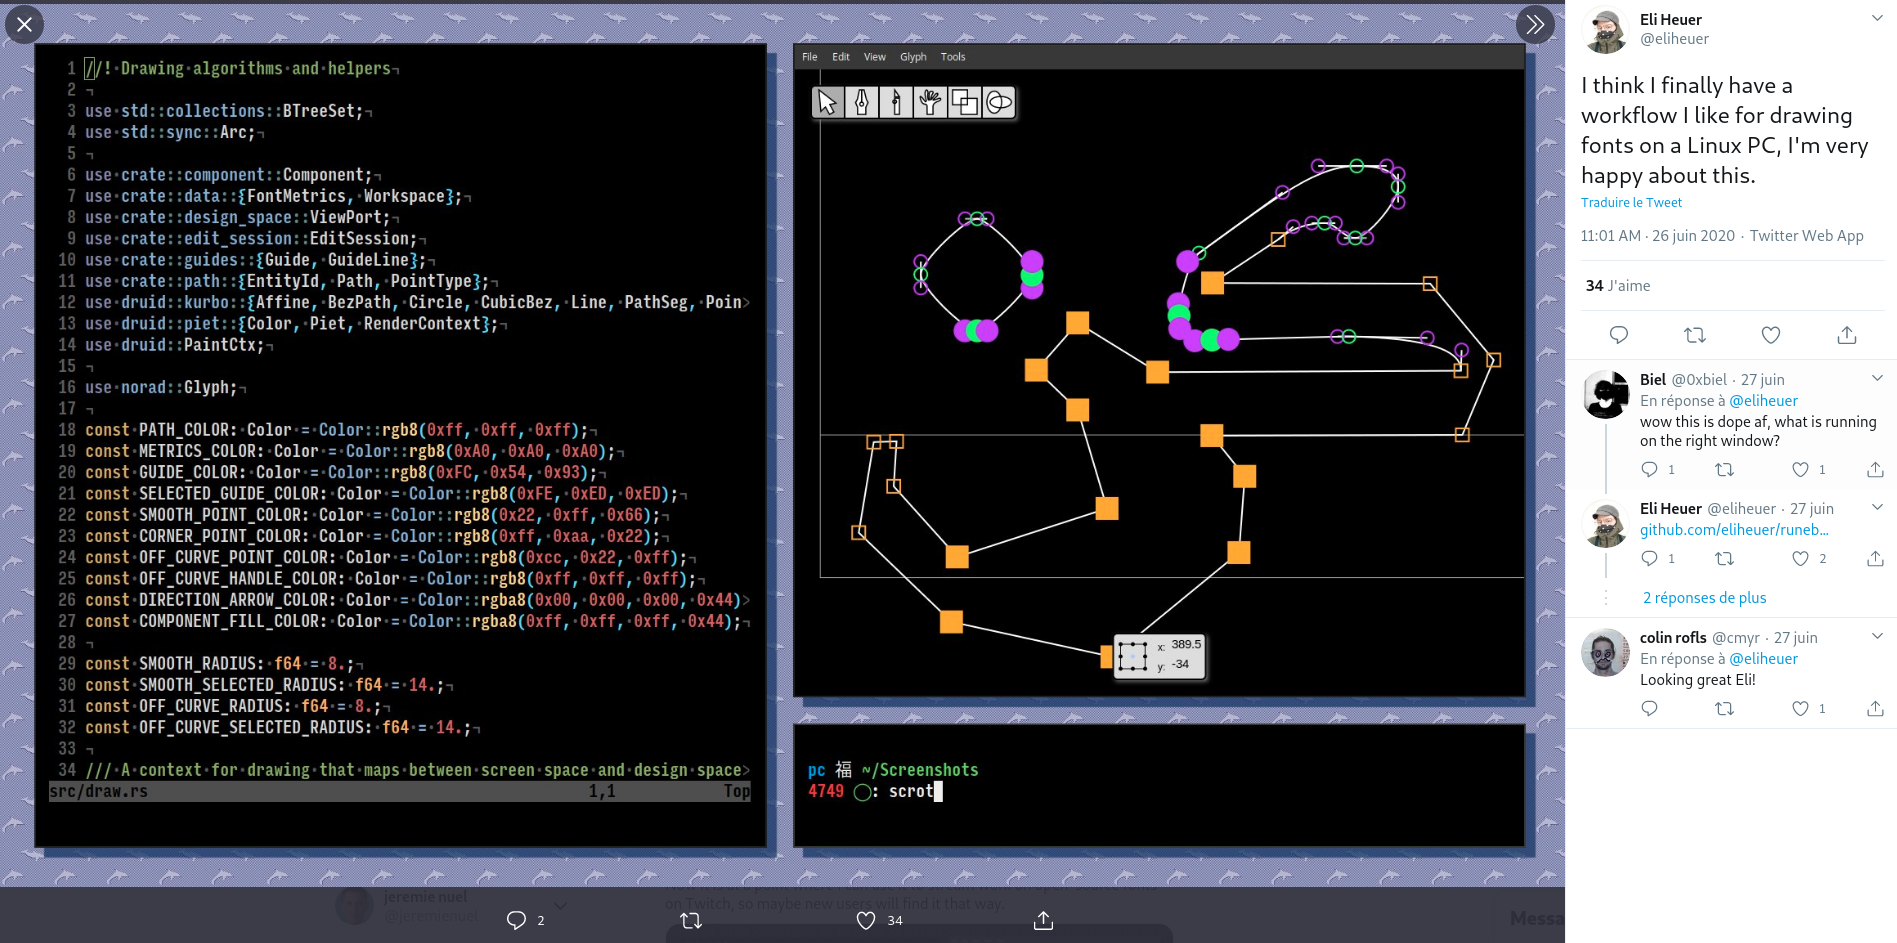 1 //! Drawing algorithms and helpers¬
2 ¬
3 use std::collections::BTreeSet;¬
4 use std::sync::Arc;¬
5 ¬
6 use crate::component::Component;¬
7 use crate::data::{FontMetrics, Workspace};¬
8 use crate::design_space::ViewPort;¬
9 use crate::edit_session::EditSession;¬
10 use crate::guides::{Guide, GuideLine};¬
11 use crate::path::{EntityId, Path, PointType};¬
12 use druid::kurbo::{Affine, BezPath, Circle, CubicBez, Line, PathSeg, Poin>
13 use druid::piet::{Color, Piet, RenderContext};¬
14 use druid::PaintCtx;¬
15 ¬
16 use norad::Glyph;¬
17 ¬
18 const PATH_COLOR: Color = Color::rgb8(0xff, 0xff, 0xff);¬
19 const METRICS_COLOR: Color = Color::rgb8(0xA0, 0xA0, 0xA0);¬
20 const GUIDE_COLOR: Color = Color::rgb8(0xFC, 0x54, 0x93);¬
21 const SELECTED_GUIDE_COLOR: Color = Color::rgb8(0xFE, 0xED, 0xED);¬
22 const SMOOTH_POINT_COLOR: Color = Color::rgb8(0x22, 0xff, 0x66);¬
23 const CORNER_POINT_COLOR: Color = Color::rgb8(0xff, 0xaa, 0x22);¬
24 const OFF_CURVE_POINT_COLOR: Color = Color::rgb8(0xcc, 0x22, 0xff);¬
25 const OFF_CURVE_HANDLE_COLOR: Color = Color::rgb8(0xff, 0xff, 0xff);¬
26 const DIRECTION_ARROW_COLOR: Color = Color::rgba8(0x00, 0x00, 0x00, 0x44)>
27 const COMPONENT_FILL_COLOR: Color = Color::rgba8(0xff, 0xff, 0xff, 0x44);¬
28 ¬
29 const SMOOTH_RADIUS: f64 = 8.;¬
30 const SMOOTH_SELECTED_RADIUS: f64 = 14.;¬
31 const OFF_CURVE_RADIUS: f64 = 8.;¬
32 const OFF_CURVE_SELECTED_RADIUS: f64 = 14.;¬
33 ¬
34 /// A context for drawing that maps between screen space and design space>
src/draw.rs 1,1 Top
File Edit View Glyph Tools
x: 389.5
y: -34
pc 福 ~/Screenshots
4749 ◯: scrot
jeremie nuel
@jeremienuel
on Twitch, so maybe new users will find it that way.
Messa
2 34
Eli Heuer
@eliheuer
I think I finally have a
workflow I like for drawing
fonts on a Linux PC, I'm very
happy about this.
Traduire le Tweet
11:01 AM · 26 juin 2020 · Twitter Web App
34 J'aime
Biel @0xbiel · 27 juin
En réponse à @eliheuer
wow this is dope af, what is running
on the right window?
1 1
Eli Heuer @eliheuer · 27 juin
github.com/eliheuer/runeb...
1 2
2 réponses de plus
colin rofls @cmyr · 27 juin
En réponse à @eliheuer
Looking great Eli!
1